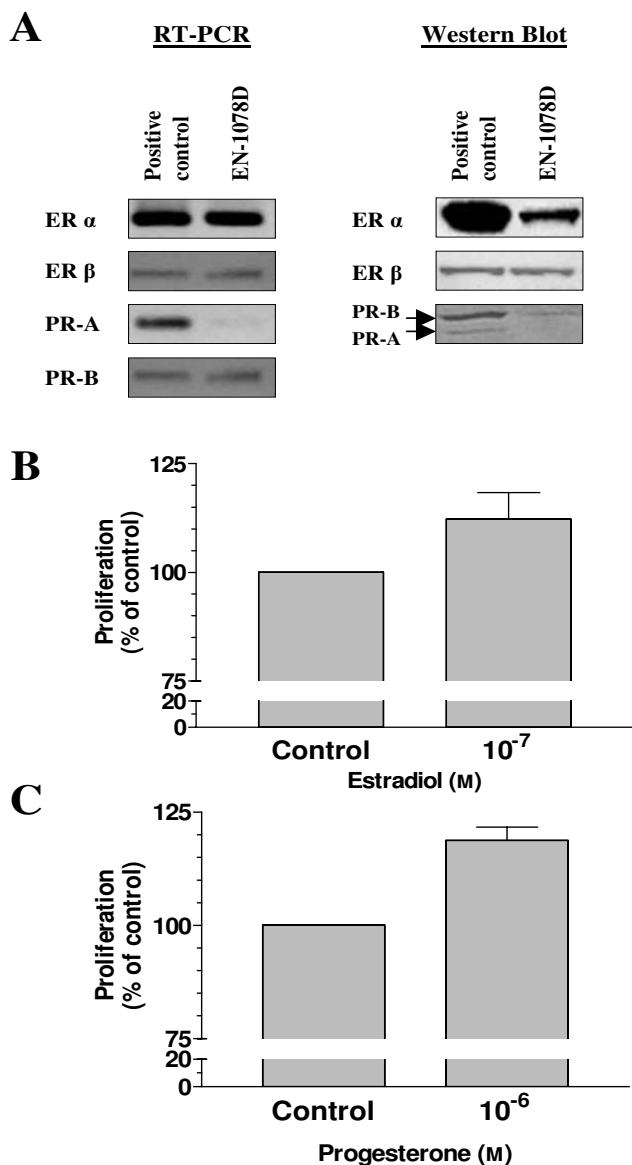 A
RT-PCR
Western Blot
Positive control
EN-1078D
Positive control
EN-1078D
ER α
ER β
PR-A
PR-B
ER α
ER β
PR-B
PR-A
B
Proliferation
(% of control)
125
100
75
20
0
Control
10⁻⁷
Estradiol (M)
C
Proliferation
(% of control)
125
100
75
20
0
Control
10⁻⁶
Progesterone (M)